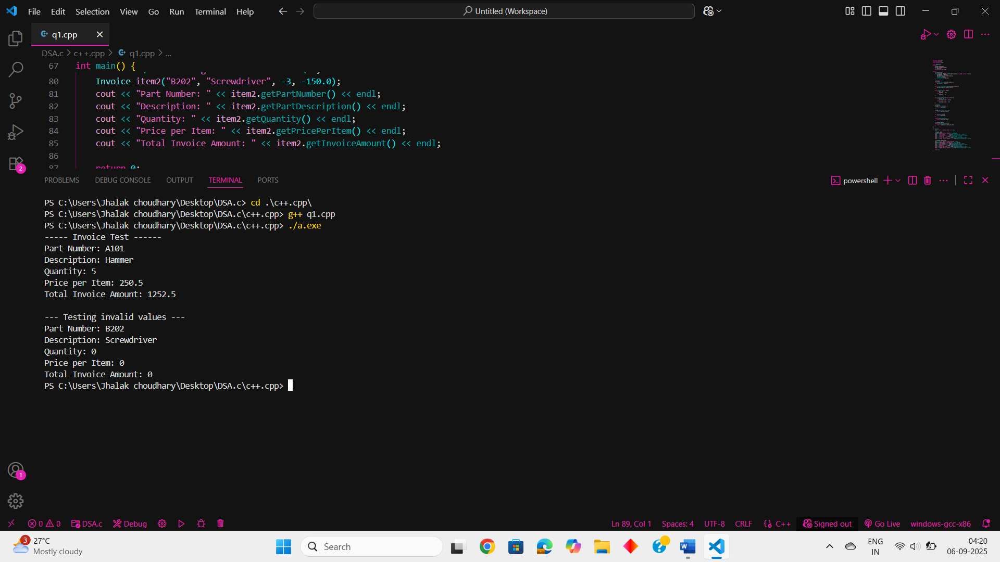 File Edit Selection View Go Run Terminal Help
Untitled (Workspace)
q1.cpp
DSA.c > c++.cpp > q1.cpp > ...
67 int main() {
80 Invoice item2("B202", "Screwdriver", -3, -150.0);
81 cout << "Part Number: " << item2.getPartNumber() << endl;
82 cout << "Description: " << item2.getPartDescription() << endl;
83 cout << "Quantity: " << item2.getQuantity() << endl;
84 cout << "Price per Item: " << item2.getPricePerItem() << endl;
85 cout << "Total Invoice Amount: " << item2.getInvoiceAmount() << endl;
86
87 return 0;
2
PROBLEMS DEBUG CONSOLE OUTPUT TERMINAL PORTS
powershell
PS C:\Users\Jhalak choudhary\Desktop\DSA.c> cd .\c++.cpp\
PS C:\Users\Jhalak choudhary\Desktop\DSA.c\c++.cpp> g++ q1.cpp
PS C:\Users\Jhalak choudhary\Desktop\DSA.c\c++.cpp> ./a.exe
----- Invoice Test ------
Part Number: A101
Description: Hammer
Quantity: 5
Price per Item: 250.5
Total Invoice Amount: 1252.5
--- Testing invalid values ---
Part Number: B202
Description: Screwdriver
Quantity: 0
Price per Item: 0
Total Invoice Amount: 0
PS C:\Users\Jhalak choudhary\Desktop\DSA.c\c++.cpp>
1
0 0 DSA.c Debug
Ln 89, Col 1 Spaces: 4 UTF-8 CRLF {} C++ Signed out Go Live windows-gcc-x86
3
27°C
Mostly cloudy
Search
ENG
IN
04:20
06-09-2025